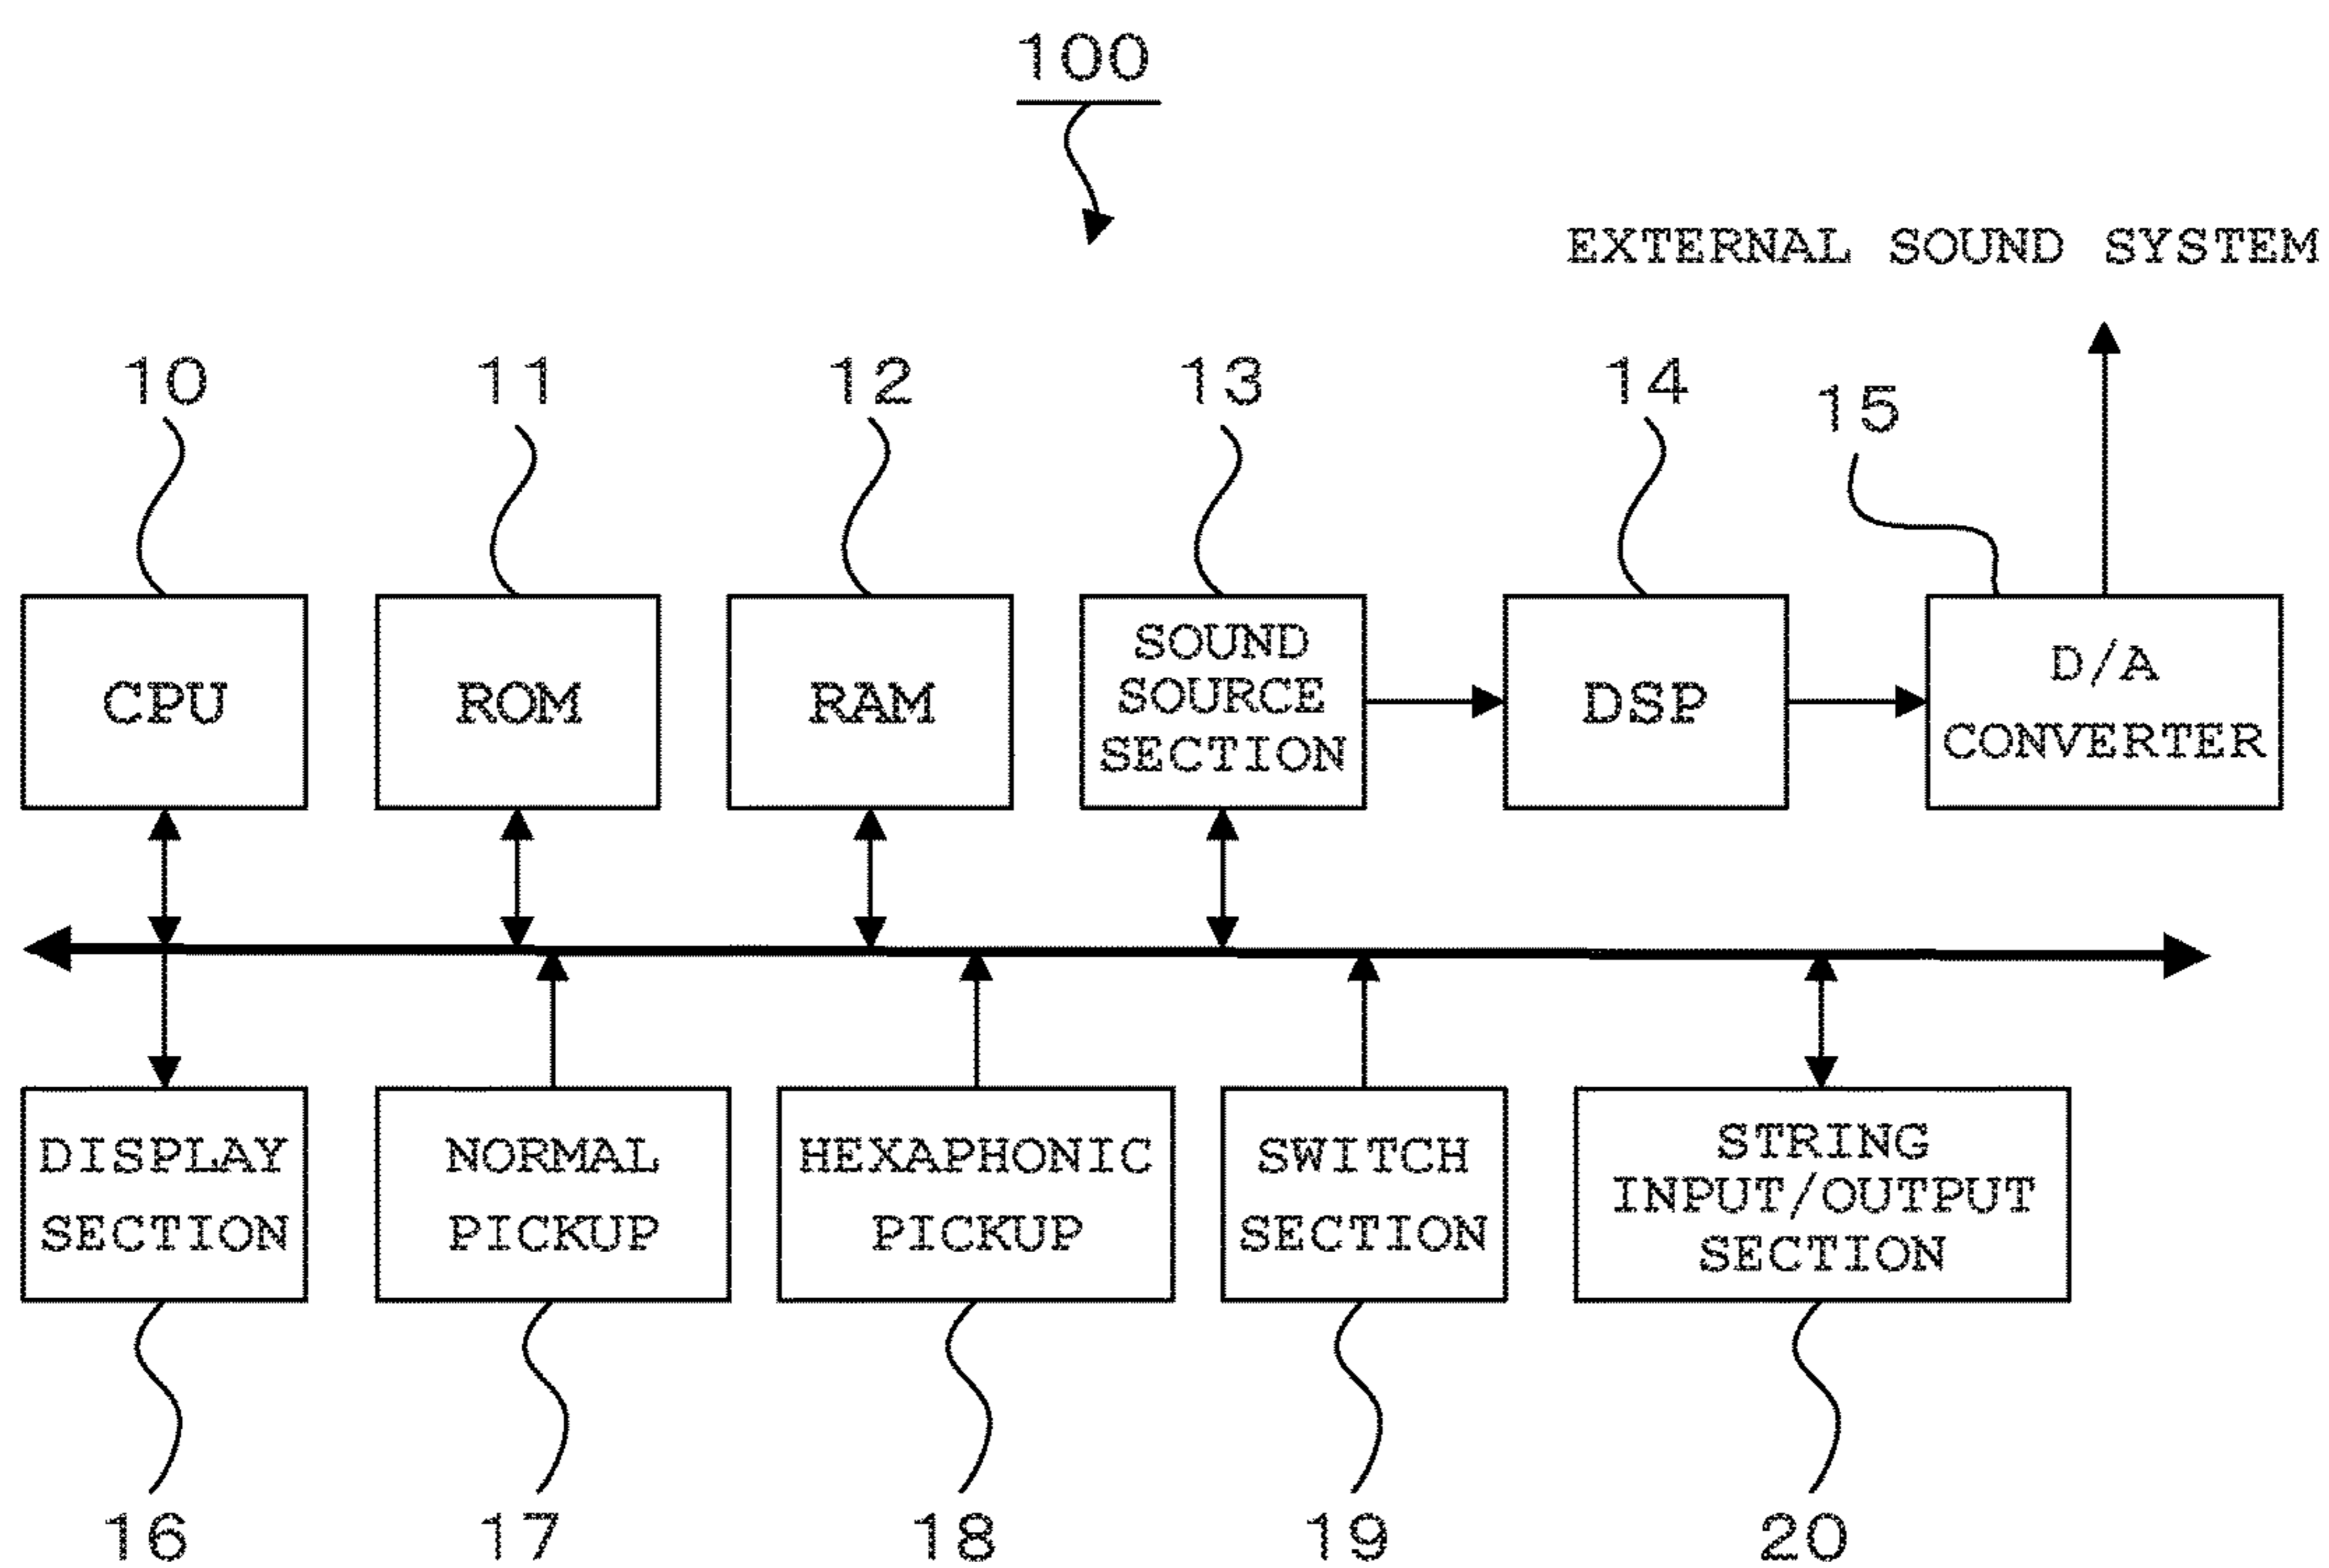 100
EXTERNAL SOUND SYSTEM
10
11
12
13
14
15
CPU
ROM
RAM
SOUND
SOURCE
SECTION
DSP
D/A
CONVERTER
DISPLAY
SECTION
NORMAL
PICKUP
HEXAPHONIC
PICKUP
SWITCH
SECTION
STRING
INPUT/OUTPUT
SECTION
16
17
18
19
20